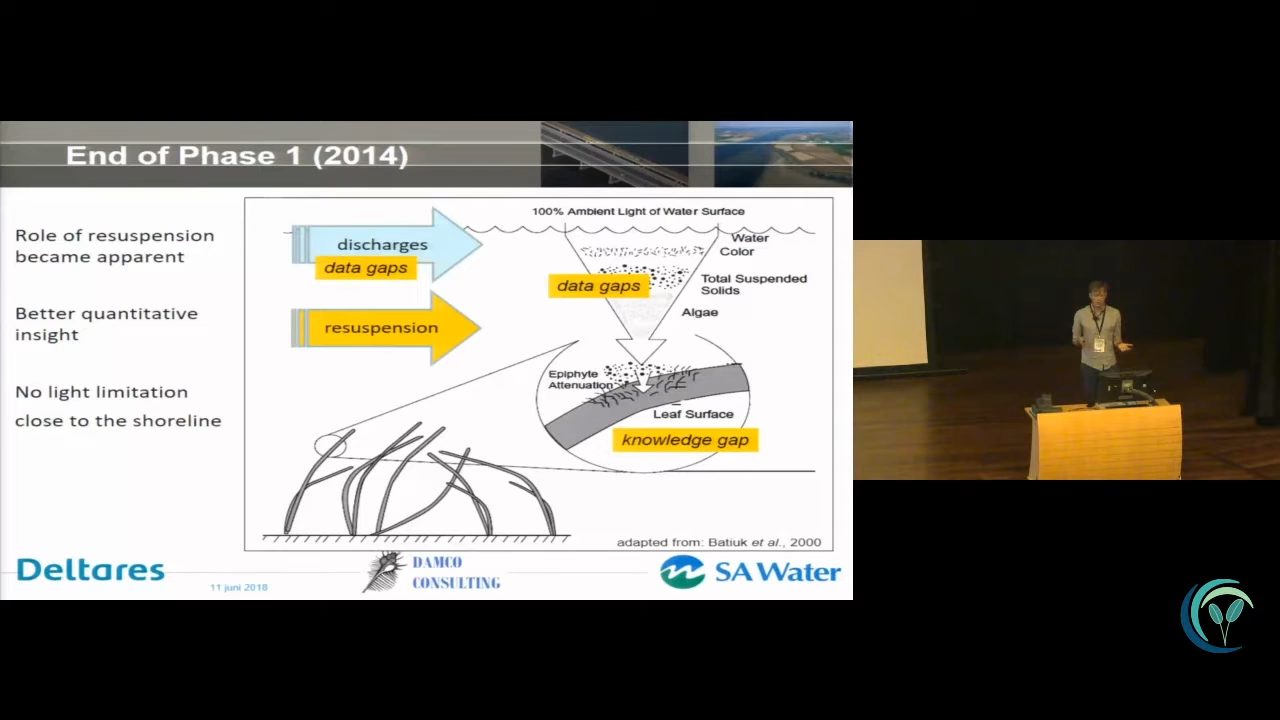 End of Phase 1 (2014)
Role of resuspension
became apparent
Better quantitative
insight
No light limitation
close to the shoreline
discharges
data gaps
resuspension
100% Ambient Light of Water Surface
Water
Color
data gaps
Total Suspended
Solids
Algae
Epiphyte
Attenuation
Leaf Surface
knowledge gap
adapted from: Batiuk et al., 2000
Deltares
11 juni 2018
DAMCO
CONSULTING
SA Water